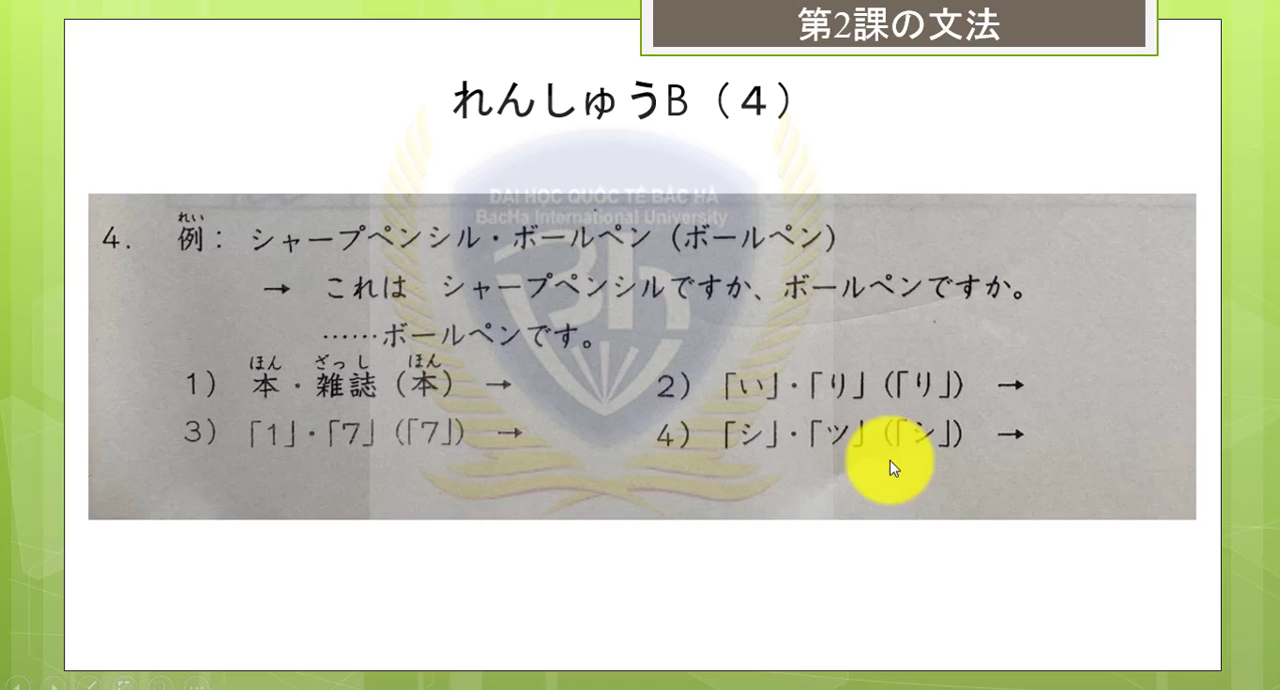 第2課の文法
れんしゅうB（４）
ĐẠI HỌC QUỐC TẾ BẮC HÀ
BacHa International University
れい
4. 例： シャープペンシル・ボールペン（ボールペン）
→ これは シャープペンシルですか、ボールペンですか。
……ボールペンです。
ほん ざっし ほん
1） 本・雑誌（本） → 2）「い」・「り」（「り」） →
3）「1」・「7」（「7」） → 4）「シ」・「ツ」（「シ」） →